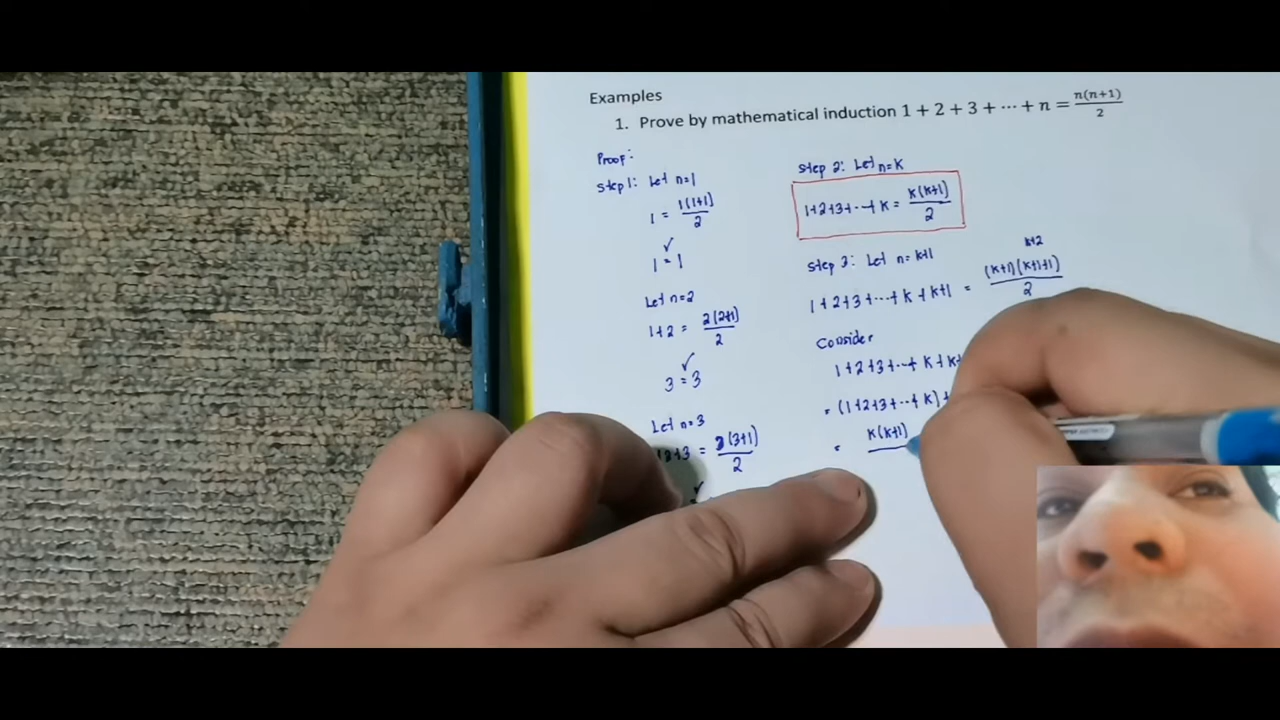 Examples
1. Prove by mathematical induction 1 + 2 + 3 + ⋯ + n = n(n+1)/2
Proof:
Step 1: Let n=1
1 = 1(1+1)/2
✓
1 = 1
Let n=2
1+2 = 2(2+1)/2
✓
3 = 3
Let n=3
2+3 = 3(3+1)/2
✓
Step 2: Let n=k
1+2+3+...+k = k(k+1)/2
Step 3: Let n=k+1
k+2
1+2+3+...+k+k+1 = (k+1)(k+1+1)/2
Consider
1+2+3+...+k+k+
= (1+2+3+...+k)+
= k(k+1)